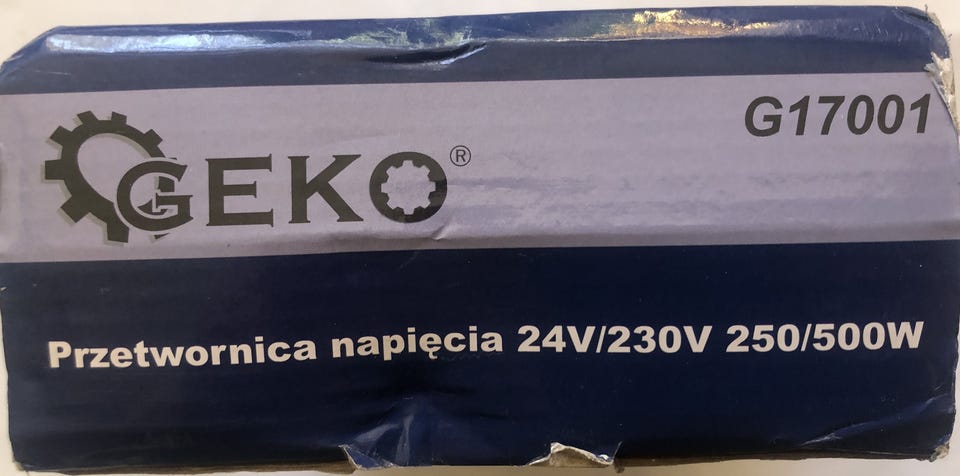 G17001
GEKO®
Przetwornica napięcia 24V/230V 250/500W